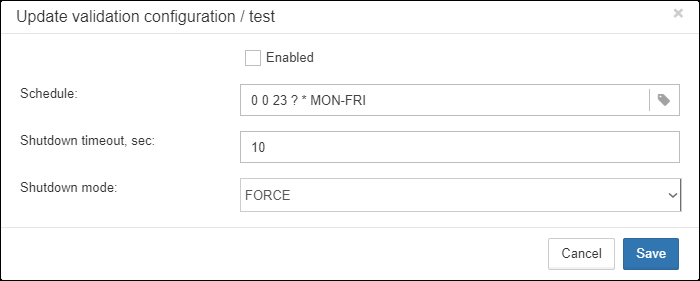 Update validation configuration / test
×
Enabled
Schedule:
0 0 23 ? * MON-FRI
Shutdown timeout, sec:
10
Shutdown mode:
FORCE
Cancel
Save